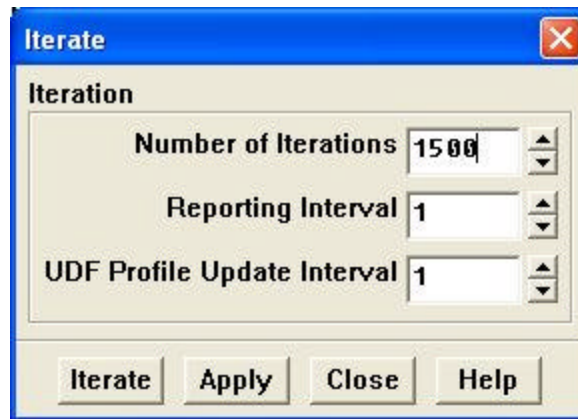 Iterate
Iteration
Number of Iterations 1500
Reporting Interval 1
UDF Profile Update Interval 1
Iterate Apply Close Help